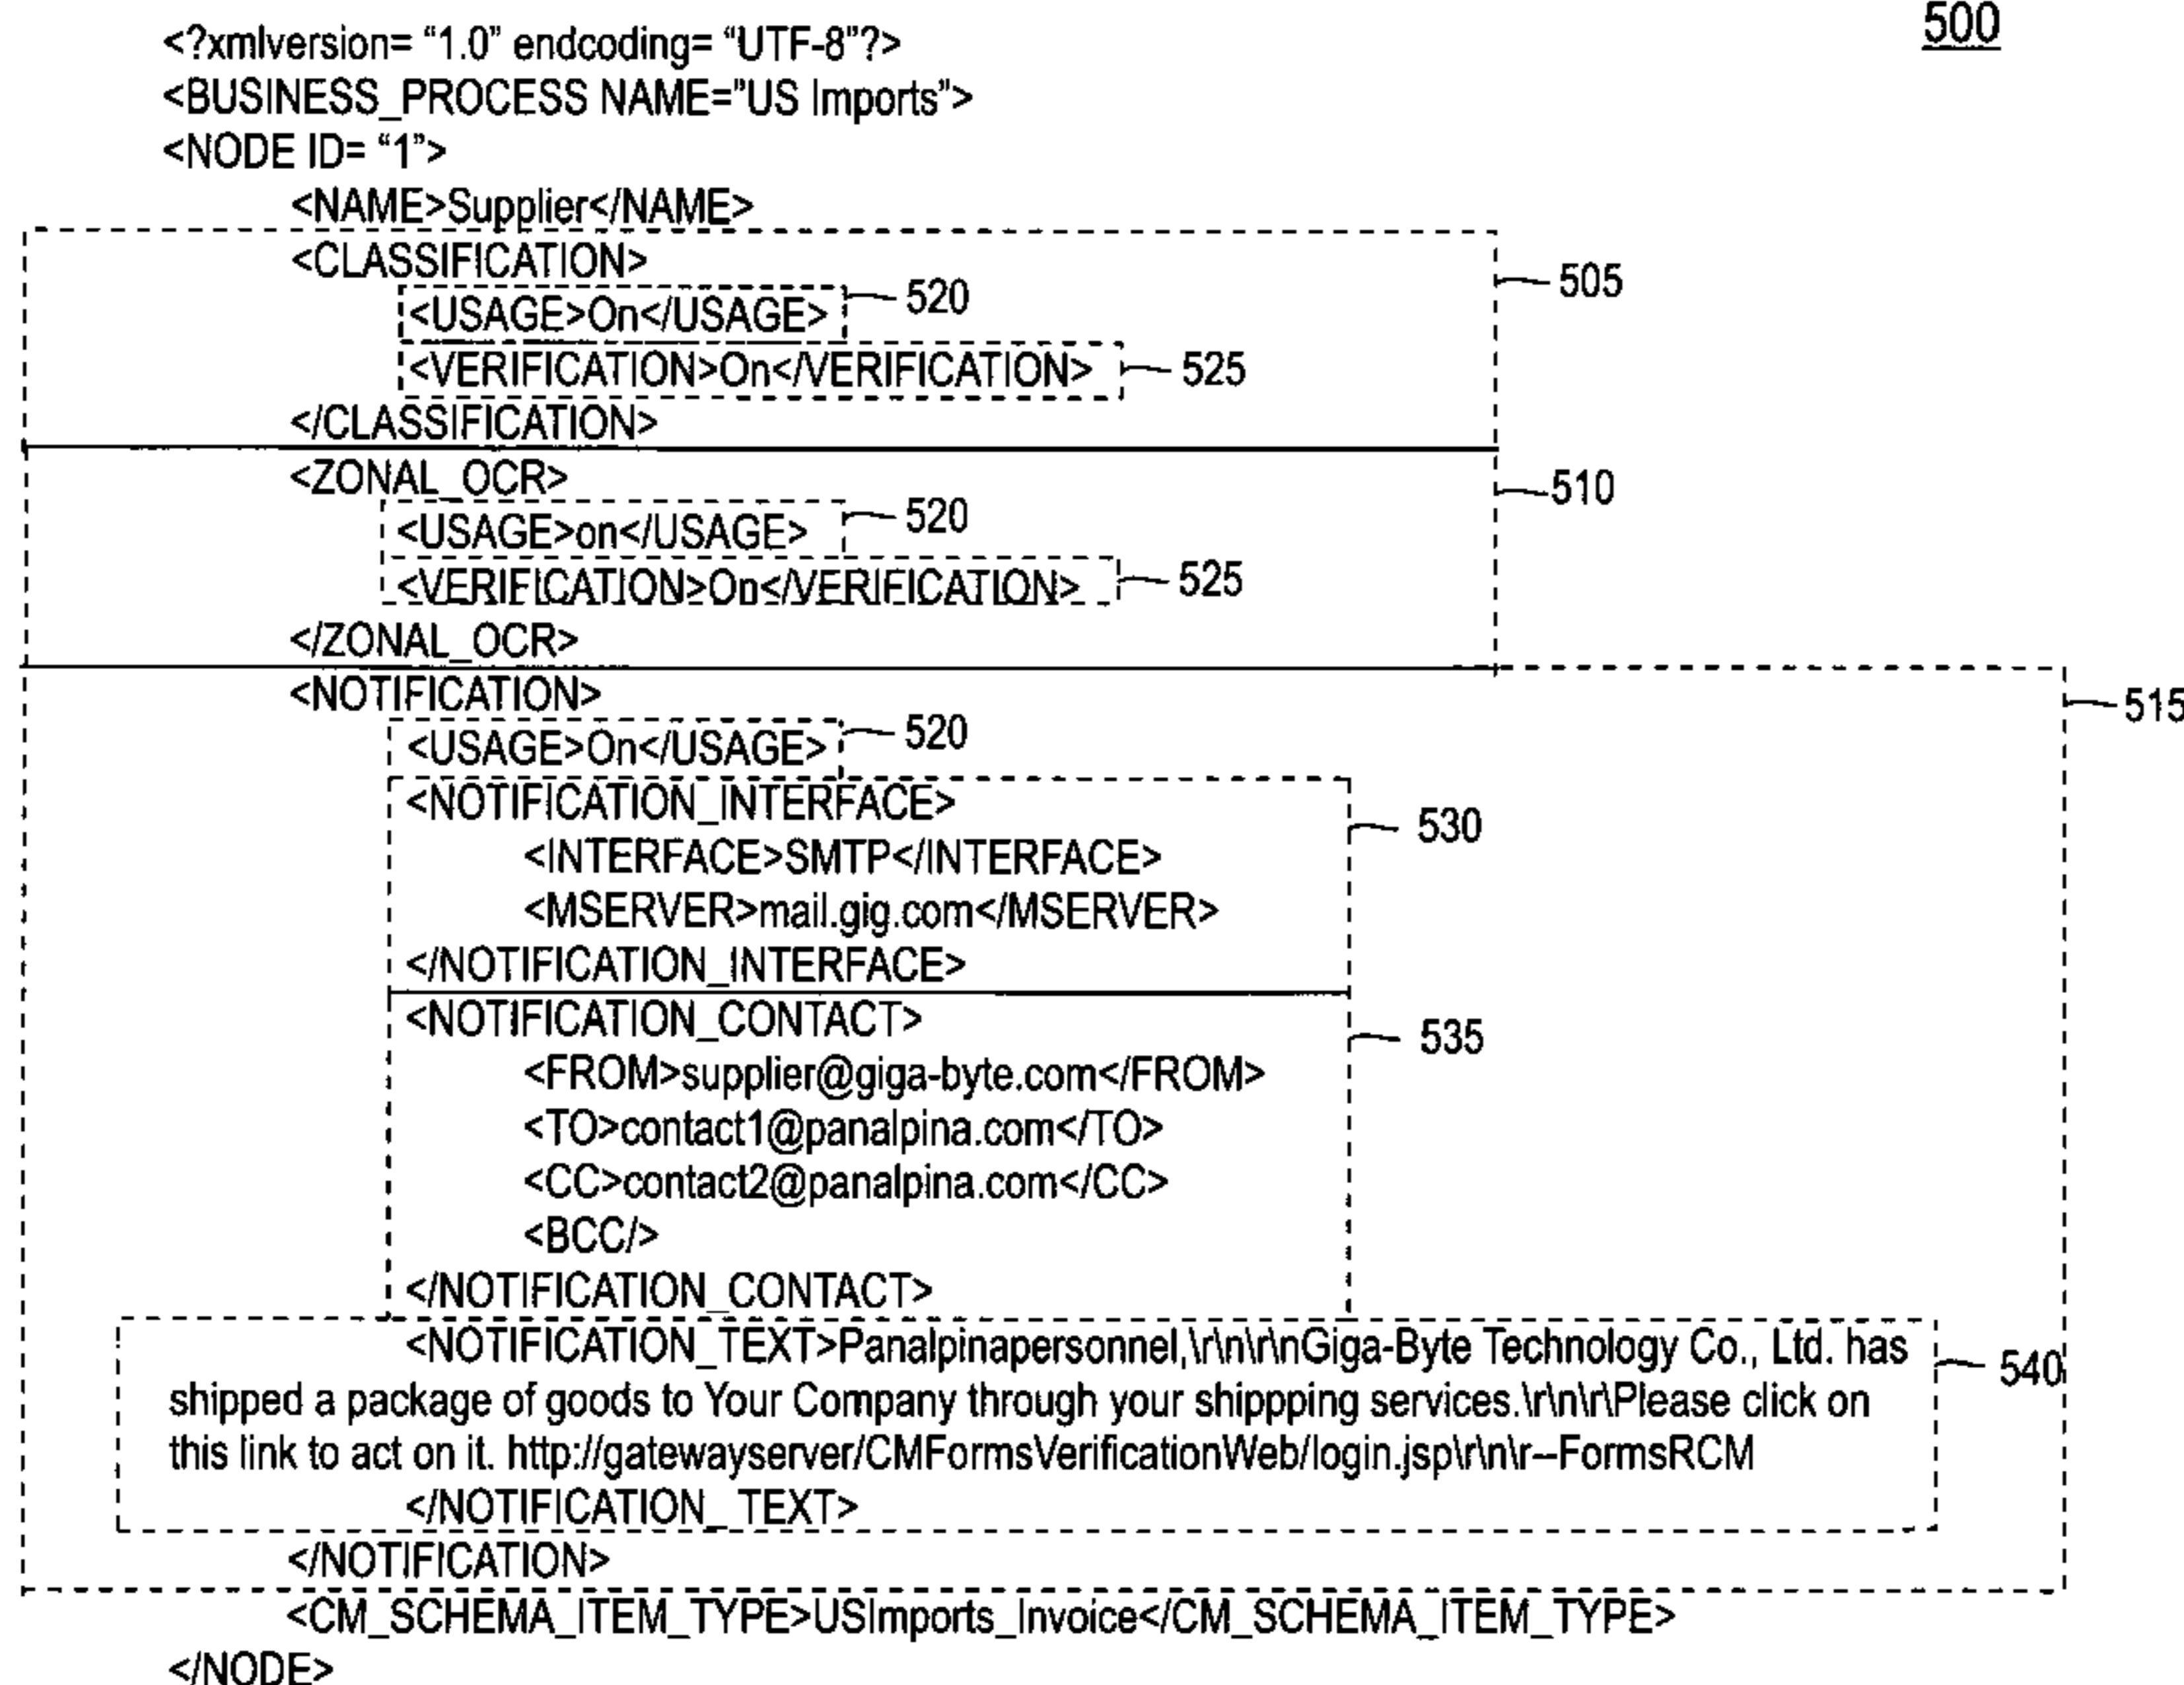 500
<?xmlversion= “1.0” endcoding= “UTF-8”?>
<BUSINESS_PROCESS NAME=”US Imports”>
<NODE ID= “1”>
<NAME>Supplier</NAME>
<CLASSIFICATION>
505
<USAGE>On</USAGE>
520
<VERIFICATION>On</VERIFICATION>
525
</CLASSIFICATION>
<ZONAL_OCR>
510
<USAGE>on</USAGE>
520
<VERIFICATION>On</VERIFICATION>
525
</ZONAL_OCR>
<NOTIFICATION>
515
<USAGE>On</USAGE>
520
<NOTIFICATION_INTERFACE>
530
<INTERFACE>SMTP</INTERFACE>
<MSERVER>mail.gig.com</MSERVER>
</NOTIFICATION_INTERFACE>
<NOTIFICATION_CONTACT>
535
<FROM>supplier@giga-byte.com</FROM>
<TO>contact1@panalpina.com</TO>
<CC>contact2@panalpina.com</CC>
<BCC/>
</NOTIFICATION_CONTACT>
<NOTIFICATION_TEXT>Panalpinapersonnel,\r\n\r\nGiga-Byte Technology Co., Ltd. has
540
shipped a package of goods to Your Company through your shippping services.\r\n\r\Please click on
this link to act on it. http://gatewayserver/CMFormsVerificationWeb/login.jsp\r\n\r--FormsRCM
</NOTIFICATION_ TEXT>
</NOTIFICATION>
<CM_SCHEMA_ITEM_TYPE>USImports_Invoice</CM_SCHEMA_ITEM_TYPE>
</NODE>